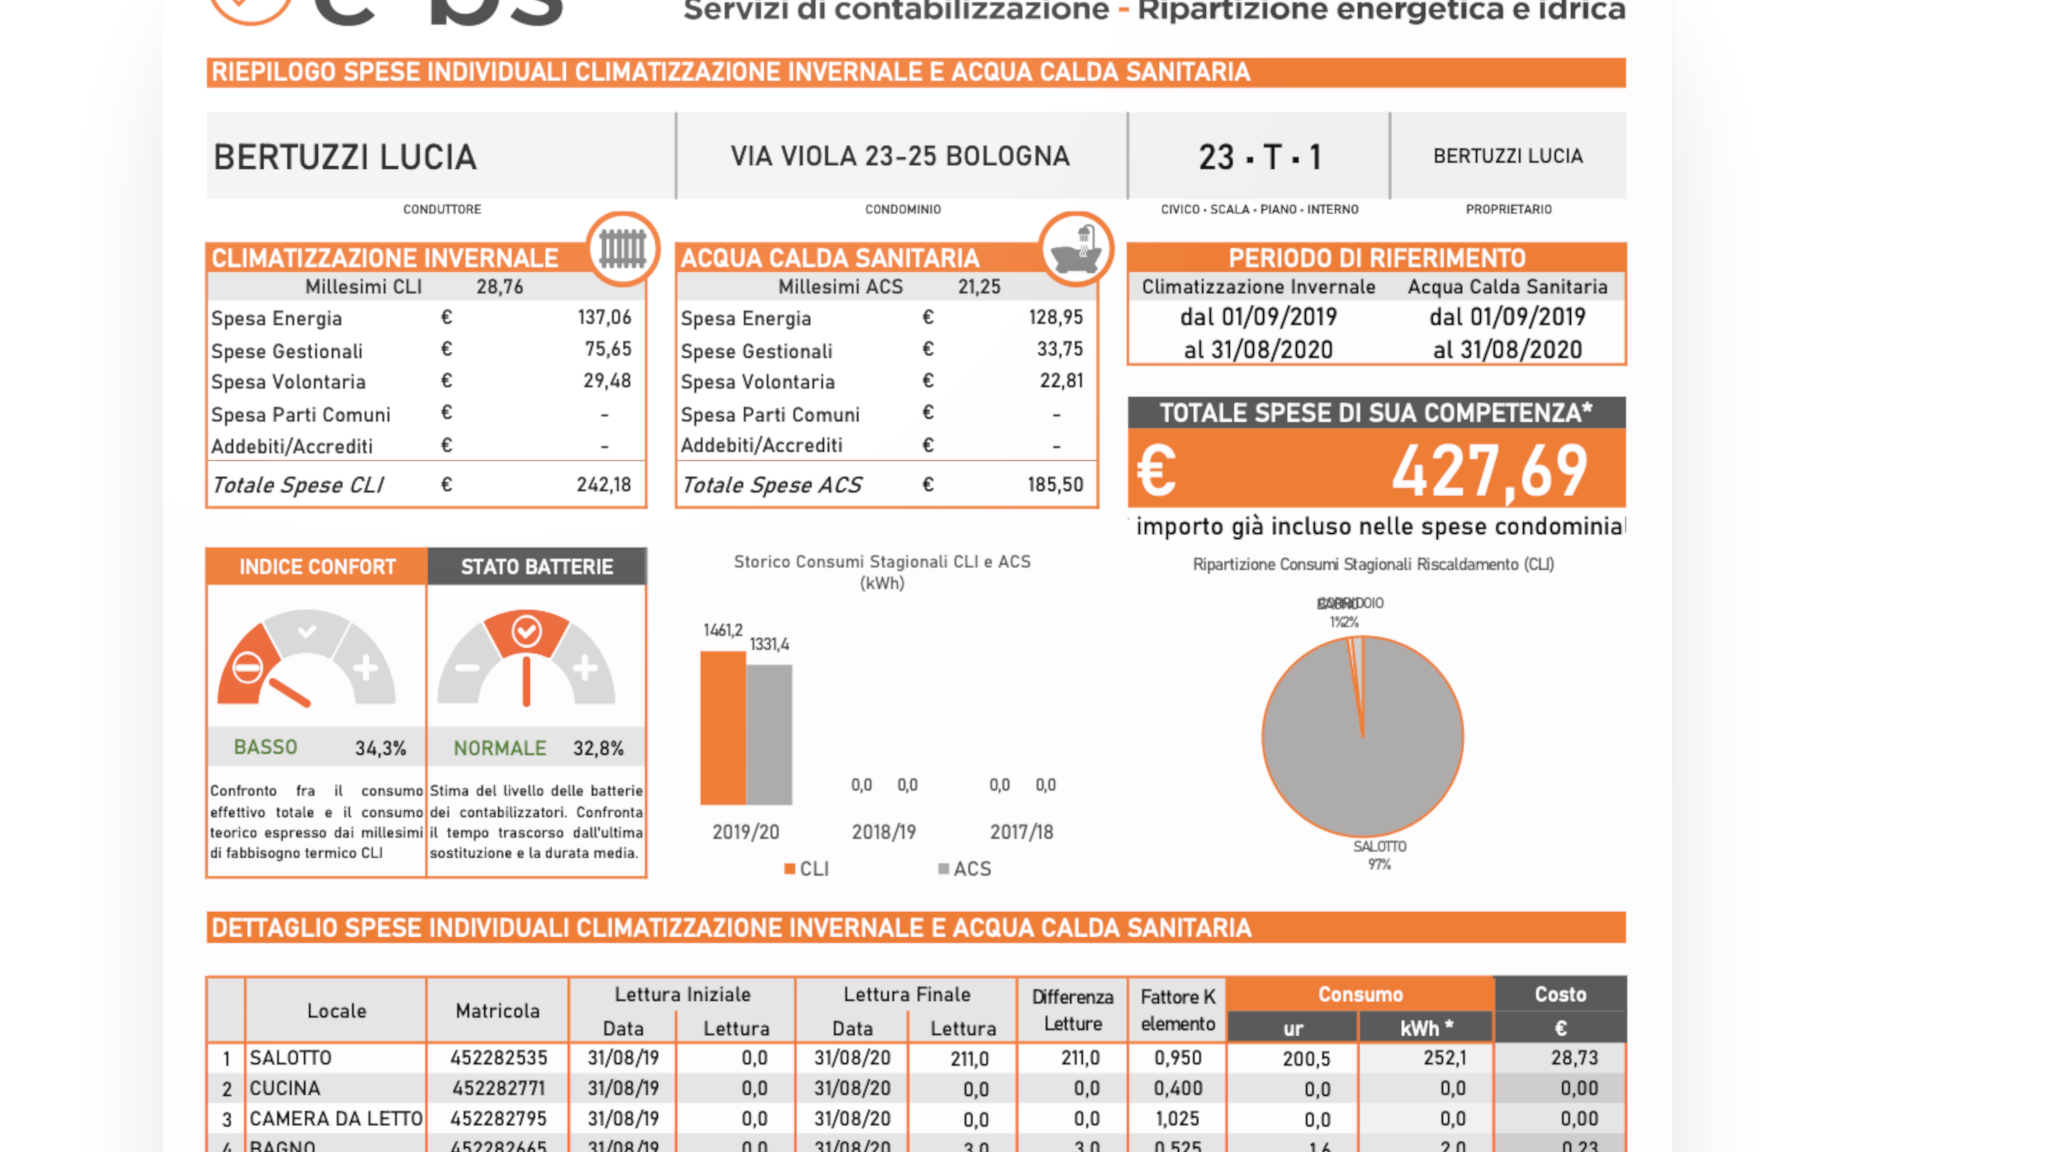 e bs
Servizi di contabilizzazione - Ripartizione energetica e idrica
RIEPILOGO SPESE INDIVIDUALI CLIMATIZZAZIONE INVERNALE E ACQUA CALDA SANITARIA
BERTUZZI LUCIA
VIA VIOLA 23-25 BOLOGNA
23 · T · 1
BERTUZZI LUCIA
CONDUTTORE
CONDOMINIO
CIVICO · SCALA · PIANO · INTERNO
PROPRIETARIO
CLIMATIZZAZIONE INVERNALE
Millesimi CLI 28,76
Spesa Energia € 137,06
Spese Gestionali € 75,65
Spesa Volontaria € 29,48
Spesa Parti Comuni € -
Addebiti/Accrediti € -
Totale Spese CLI € 242,18
ACQUA CALDA SANITARIA
Millesimi ACS 21,25
Spesa Energia € 128,95
Spese Gestionali € 33,75
Spesa Volontaria € 22,81
Spesa Parti Comuni € -
Addebiti/Accrediti € -
Totale Spese ACS € 185,50
PERIODO DI RIFERIMENTO
Climatizzazione Invernale Acqua Calda Sanitaria
dal 01/09/2019 dal 01/09/2019
al 31/08/2020 al 31/08/2020
TOTALE SPESE DI SUA COMPETENZA*
€ 427,69
importo già incluso nelle spese condominial
INDICE CONFORT
BASSO 34,3%
Confronto fra il consumo
effettivo totale e il consumo
teorico espresso dai millesimi
di fabbisogno termico CLI
STATO BATTERIE
NORMALE 32,8%
Stima del livello delle batterie
dei contabilizzatori. Confronta
il tempo trascorso dall'ultima
sostituzione e la durata media.
Storico Consumi Stagionali CLI e ACS
(kWh)
1461,2
1331,4
0,0 0,0 0,0 0,0
2019/20 2018/19 2017/18
CLI ACS
Ripartizione Consumi Stagionali Riscaldamento (CLI)
BAGNO CORRIDOIO
1% 2%
SALOTTO
97%
DETTAGLIO SPESE INDIVIDUALI CLIMATIZZAZIONE INVERNALE E ACQUA CALDA SANITARIA
Locale Matricola Lettura Iniziale Lettura Finale Differenza Letture Fattore K elemento Consumo Costo
Data Lettura Data Lettura ur kWh * €
1 SALOTTO 452282535 31/08/19 0,0 31/08/20 211,0 211,0 0,950 200,5 252,1 28,73
2 CUCINA 452282771 31/08/19 0,0 31/08/20 0,0 0,0 0,400 0,0 0,0 0,00
3 CAMERA DA LETTO 452282795 31/08/19 0,0 31/08/20 0,0 0,0 1,025 0,0 0,0 0,00
4 BAGNO 452282665 31/08/19 0,0 31/08/20 3,0 3,0 0,525 1,6 2,0 0,23